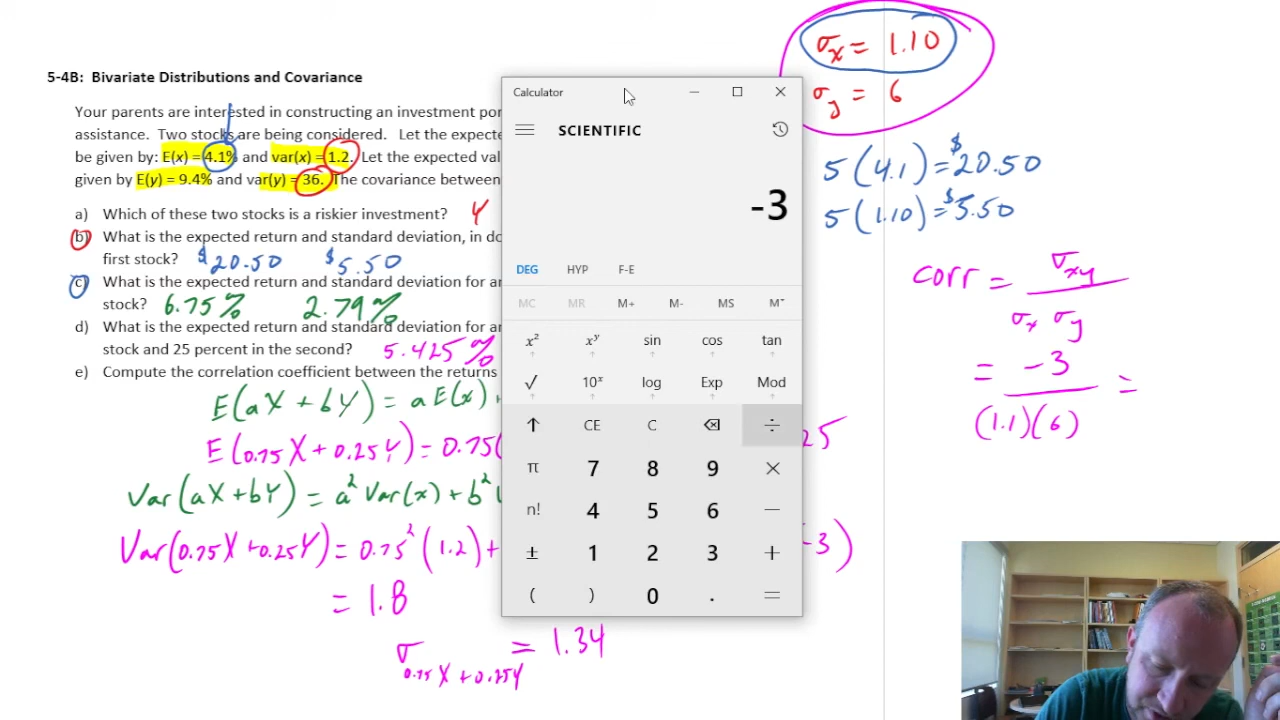 5-4B: Bivariate Distributions and Covariance
Your parents are interested in constructing an investment por
assistance. Two stocks are being considered. Let the expecte
be given by: E(x) = 4.1% and var(x) = 1.2. Let the expected val
given by E(y) = 9.4% and var(y) = 36. The covariance between
a) Which of these two stocks is a riskier investment? Y
b) What is the expected return and standard deviation, in do
first stock? $20.50 $5.50
c) What is the expected return and standard deviation for an
stock? 6.75% 2.79%
d) What is the expected return and standard deviation for an
stock and 25 percent in the second? 5.425%
e) Compute the correlation coefficient between the returns
E(aX + bY) = aE(x) +
E(0.75X + 0.25Y) = 0.75(
25
Var(aX + bY) = a² Var(x) + b² V
Var(0.75X + 0.25Y) = 0.75² (1.2) +
-3)
= 1.8
σ0.75X + 0.25Y = 1.34
Calculator
SCIENTIFIC
-3
DEG HYP F-E
MC MR M+ M- MS M˅
x² xʸ sin cos tan
√ 10ˣ log Exp Mod
↑ CE C ⌫ ÷
π 7 8 9 ×
n! 4 5 6 −
± 1 2 3 +
( ) 0 . =
σx = 1.10
σy = 6
5(4.1) = $20.50
5(1.10) = $5.50
corr = σxy
σx σy
= -3 =
(1.1)(6)